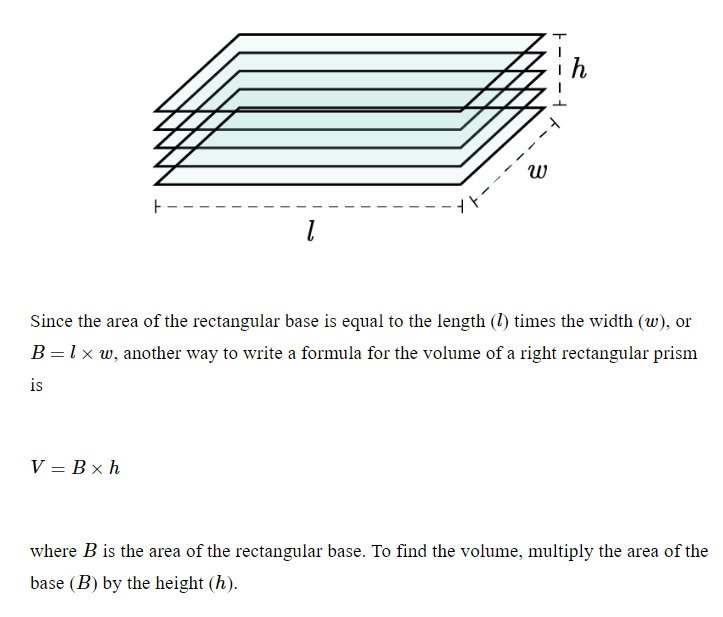 h
w
l
Since the area of the rectangular base is equal to the length (l) times the width (w), or
B = l × w, another way to write a formula for the volume of a right rectangular prism
is
V = B × h
where B is the area of the rectangular base. To find the volume, multiply the area of the
base (B) by the height (h).